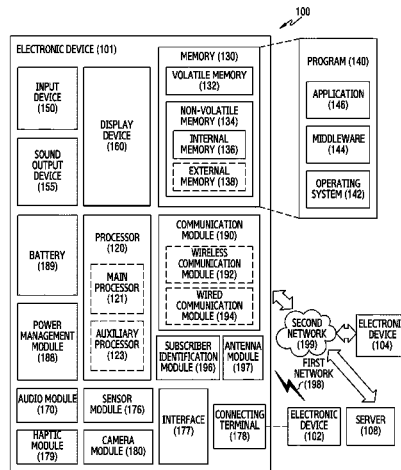 100
ELECTRONIC DEVICE (101)
INPUT
DEVICE
(150)
SOUND
OUTPUT
DEVICE
(155)
DISPLAY
DEVICE
(160)
MEMORY (130)
VOLATILE MEMORY
(132)
NON-VOLATILE
MEMORY (134)
INTERNAL
MEMORY (136)
EXTERNAL
MEMORY (138)
PROGRAM (140)
APPLICATION
(146)
MIDDLEWARE
(144)
OPERATING
SYSTEM (142)
BATTERY
(189)
POWER
MANAGEMENT
MODULE
(188)
PROCESSOR
(120)
MAIN
PROCESSOR
(121)
AUXILIARY
PROCESSOR
(123)
COMMUNICATION
MODULE (190)
WIRELESS
COMMUNICATION
MODULE (192)
WIRED
COMMUNICATION
MODULE (194)
SUBSCRIBER
IDENTIFICATION
MODULE (196)
ANTENNA
MODULE
(197)
AUDIO MODULE
(170)
SENSOR
MODULE (176)
INTERFACE
(177)
CONNECTING
TERMINAL
(178)
HAPTIC
MODULE
(179)
CAMERA
MODULE (180)
SECOND
NETWORK
(199)
ELECTRONIC
DEVICE
(104)
FIRST
NETWORK
(198)
ELECTRONIC
DEVICE
(102)
SERVER
(108)